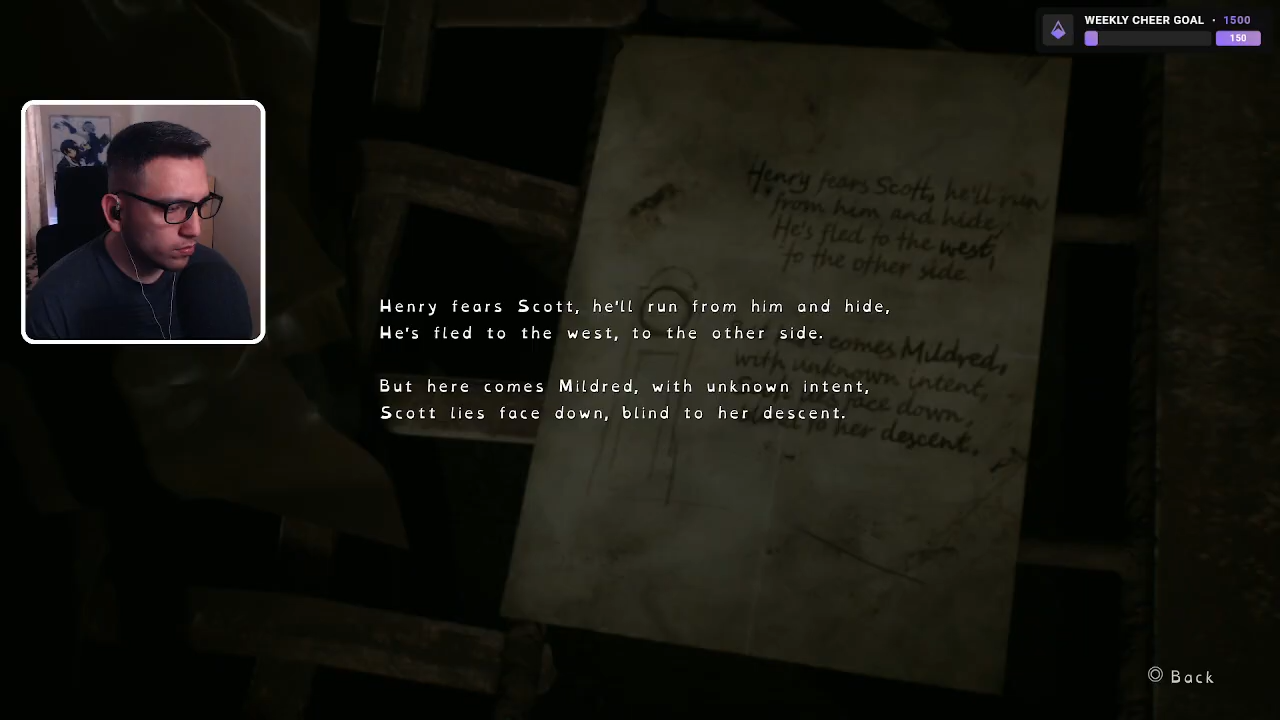 WEEKLY CHEER GOAL · 1500
150
Henry fears Scott, he'll run
from him and hide,
He's fled to the west,
to the other side.
Henry fears Scott, he'll run from him and hide,
He's fled to the west, to the other side.
comes Mildred,
with unknown intent,
lies face down,
to her descent.
But here comes Mildred, with unknown intent,
Scott lies face down, blind to her descent.
Back